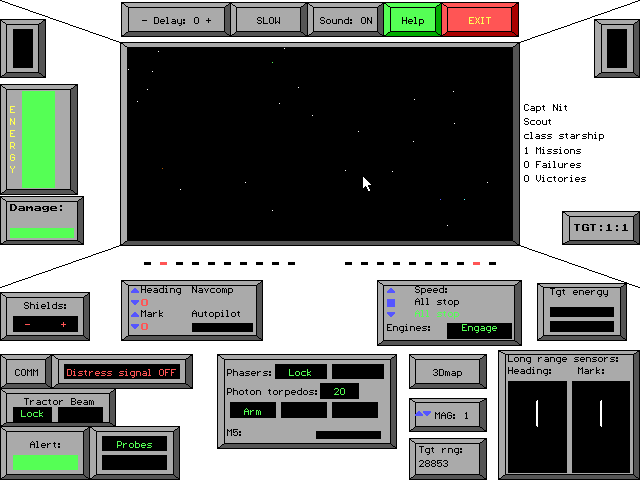 - Delay: 0 +
SLOW
Sound: ON
Help
EXIT
ENERGY
Capt Nit
Scout
class starship
1 Missions
0 Failures
0 Victories
Damage:
TGT:1:1
Shields:
- +
Heading Navcomp
0
Mark Autopilot
0
Speed:
All stop
All stop
Engines: Engage
Tgt energy
COMM
Distress signal OFF
Tractor Beam
Lock
Alert:
Probes
Phasers: Lock
Photon torpedos: 20
Arm
M5:
3Dmap
MAG: 1
Tgt rng:
28853
Long range sensors:
Heading: Mark: